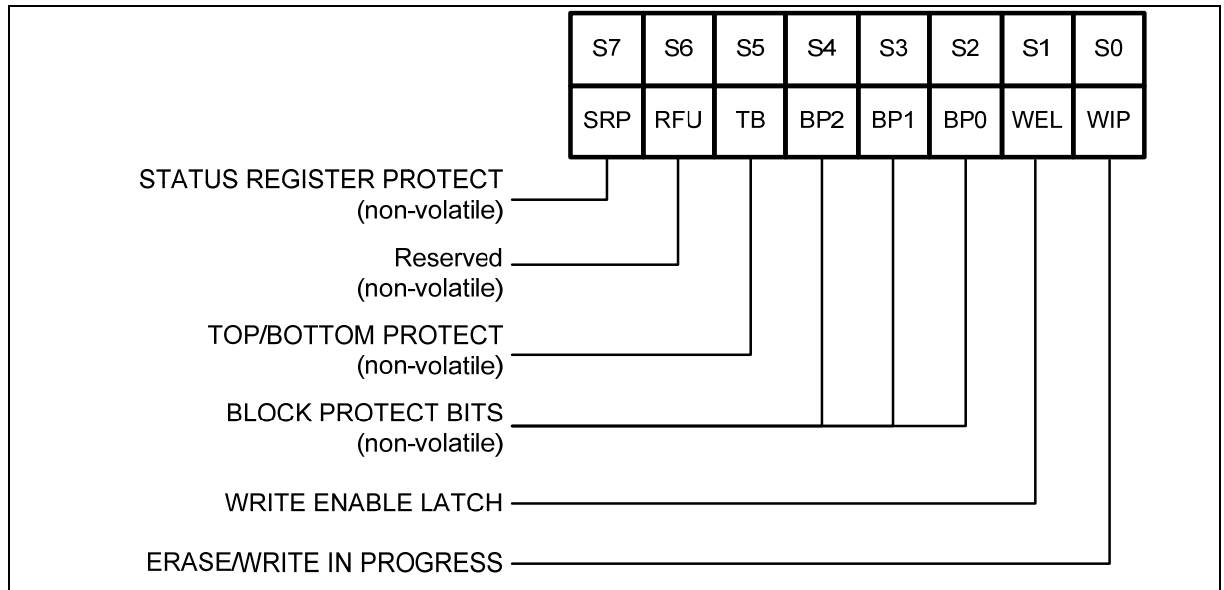 S7 S6 S5 S4 S3 S2 S1 S0
SRP RFU TB BP2 BP1 BP0 WEL WIP
STATUS REGISTER PROTECT
(non-volatile)
Reserved
(non-volatile)
TOP/BOTTOM PROTECT
(non-volatile)
BLOCK PROTECT BITS
(non-volatile)
WRITE ENABLE LATCH
ERASE/WRITE IN PROGRESS